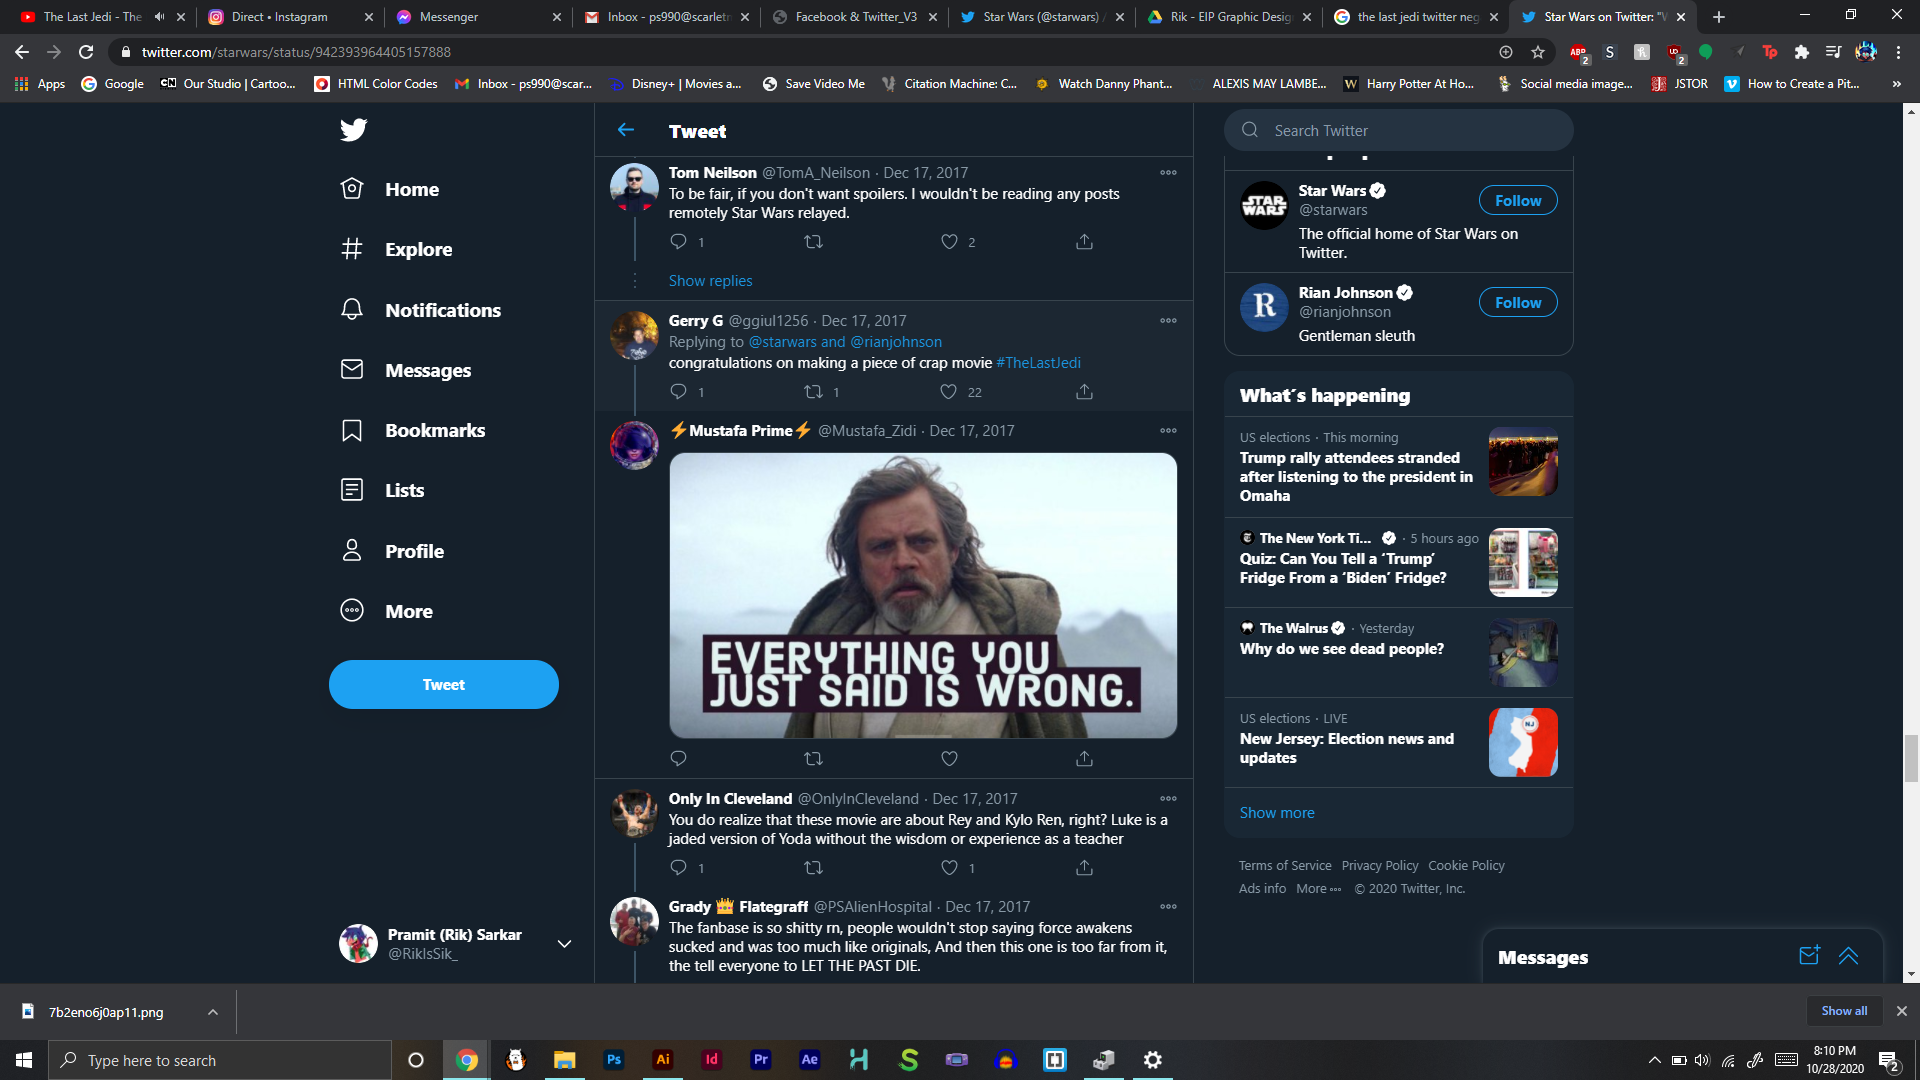 The Last Jedi - The
Direct • Instagram
Messenger
Inbox - ps990@scarletm
Facebook & Twitter_V3
Star Wars (@starwars) /
Rik - EIP Graphic Desig
the last jedi twitter neg
Star Wars on Twitter: "W
twitter.com/starwars/status/942393964405157888
Apps
Google
Our Studio | Cartoo...
HTML Color Codes
Inbox - ps990@scar...
Disney+ | Movies a...
Save Video Me
Citation Machine: C...
Watch Danny Phant...
ALEXIS MAY LAMBE...
Harry Potter At Ho...
Social media image...
JSTOR
How to Create a Pit...
Home
Explore
Notifications
Messages
Bookmarks
Lists
Profile
More
Tweet
Pramit (Rik) Sarkar
@RikIsSik_
Tweet
Tom Neilson @TomA_Neilson · Dec 17, 2017
To be fair, if you don't want spoilers. I wouldn't be reading any posts
remotely Star Wars relayed.
1 2
Show replies
Gerry G @ggiul1256 · Dec 17, 2017
Replying to @starwars and @rianjohnson
congratulations on making a piece of crap movie #TheLastJedi
1 1 22
⚡Mustafa Prime⚡ @Mustafa_Zidi · Dec 17, 2017
EVERYTHING YOU
JUST SAID IS WRONG.
Only In Cleveland @OnlyInCleveland · Dec 17, 2017
You do realize that these movie are about Rey and Kylo Ren, right? Luke is a
jaded version of Yoda without the wisdom or experience as a teacher
1 1
Grady 👑 Flategraff @PSAlienHospital · Dec 17, 2017
The fanbase is so shitty rn, people wouldn't stop saying force awakens
sucked and was too much like originals, And then this one is too far from it,
the tell everyone to LET THE PAST DIE.
Search Twitter
STAR WARS
Star Wars
@starwars
Follow
The official home of Star Wars on
Twitter.
R
Rian Johnson
@rianjohnson
Follow
Gentleman sleuth
What's happening
US elections · This morning
Trump rally attendees stranded
after listening to the president in
Omaha
The New York Ti... · 5 hours ago
Quiz: Can You Tell a ‘Trump’
Fridge From a ‘Biden’ Fridge?
The Walrus · Yesterday
Why do we see dead people?
US elections · LIVE
New Jersey: Election news and
updates
NJ
Show more
Terms of Service Privacy Policy Cookie Policy
Ads info More © 2020 Twitter, Inc.
Messages
7b2eno6j0ap11.png
Show all
Type here to search
Ps
Ai
Id
Pr
Ae
8:10 PM
10/28/2020
2